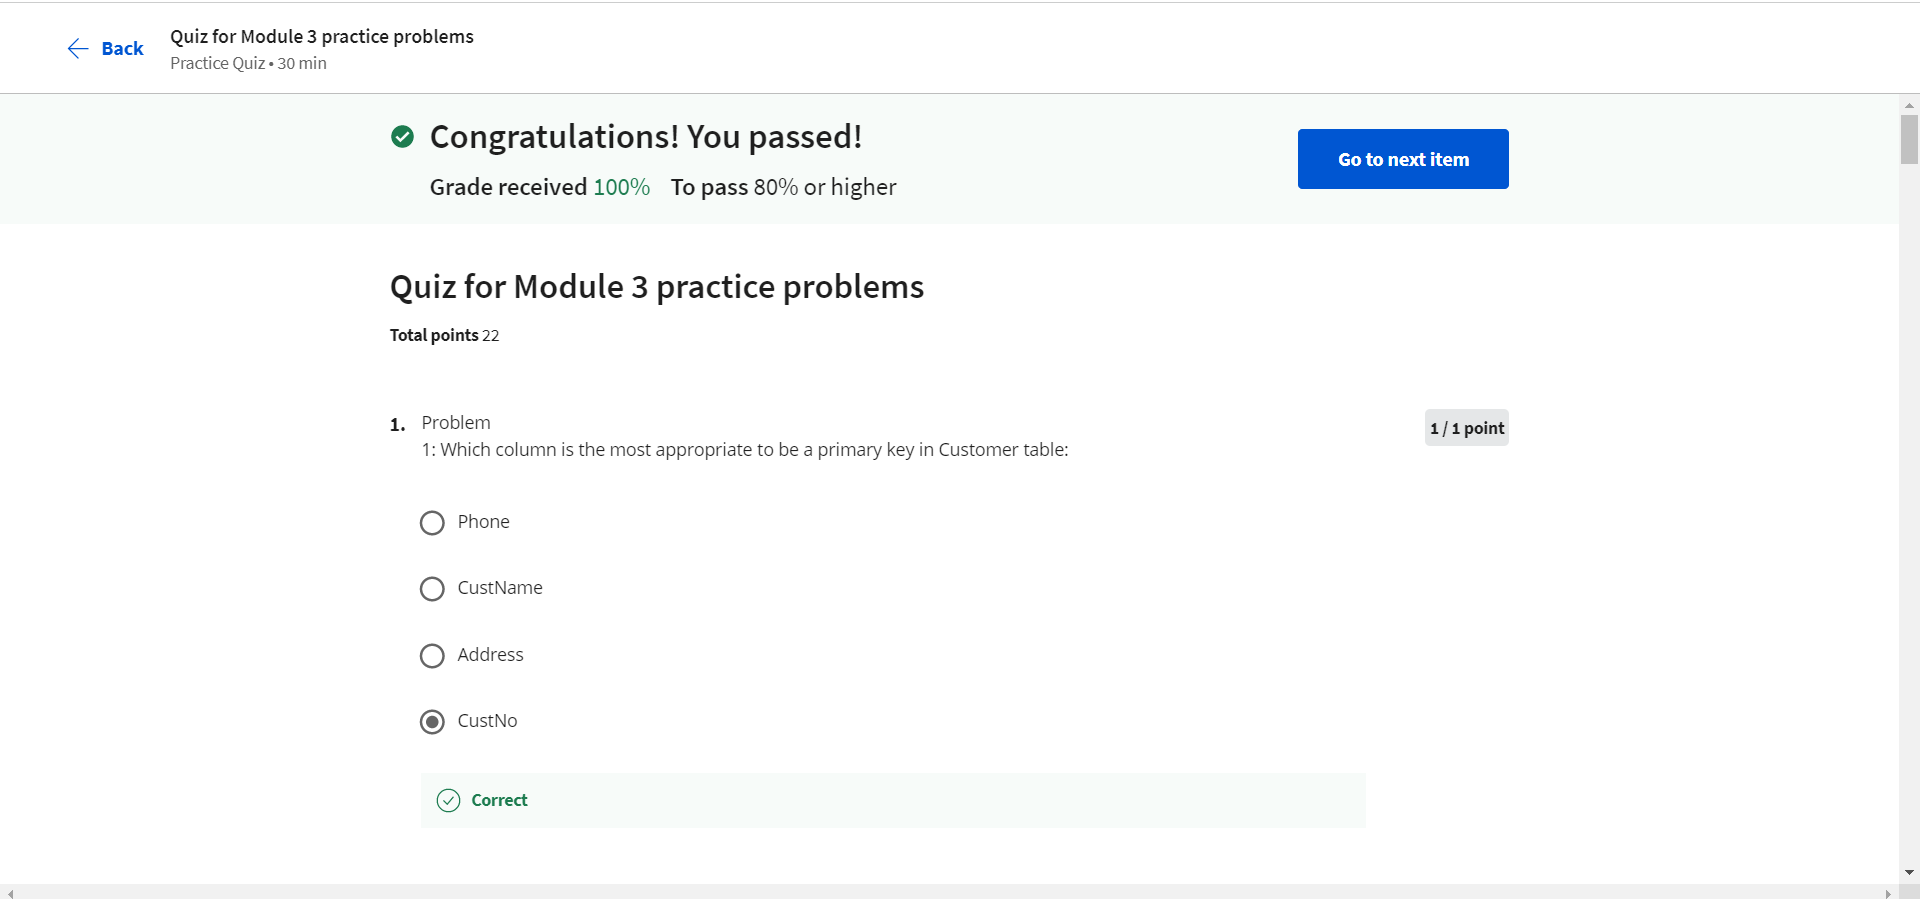 Back
Quiz for Module 3 practice problems
Practice Quiz • 30 min
Congratulations! You passed!
Grade received 100% To pass 80% or higher
Go to next item
Quiz for Module 3 practice problems
Total points 22
1. Problem
1: Which column is the most appropriate to be a primary key in Customer table:
1 / 1 point
Phone
CustName
Address
CustNo
Correct